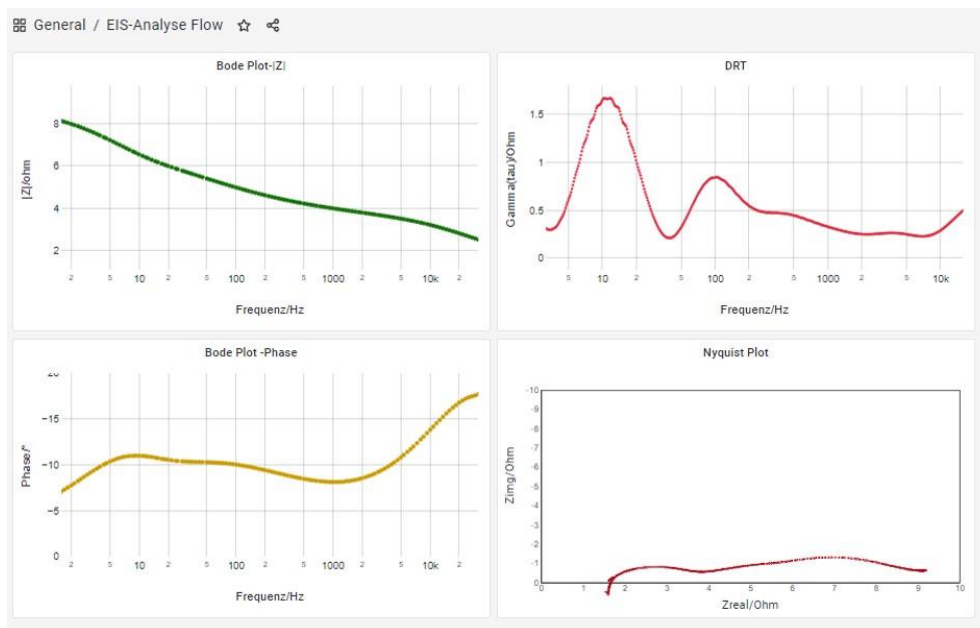 General / EIS-Analyse Flow
Bode Plot-|Z|
|Z|/ohm
8
6
4
2
2 5 10 2 5 100 2 5 1000 2 5 10k 2
Frequenz/Hz
DRT
Gamma(tau)/Ohm
1.5
1
0.5
0
5 10 2 5 100 2 5 1000 2 5 10k
Frequenz/Hz
Bode Plot -Phase
Phase/°
−15
−10
−5
0
2 5 10 2 5 100 2 5 1000 2 5 10k 2
Frequenz/Hz
Nyquist Plot
Zimg/Ohm
-10
-9
-8
-7
-6
-5
-4
-3
-2
-1
0
0 1 2 3 4 5 6 7 8 9 10
Zreal/Ohm